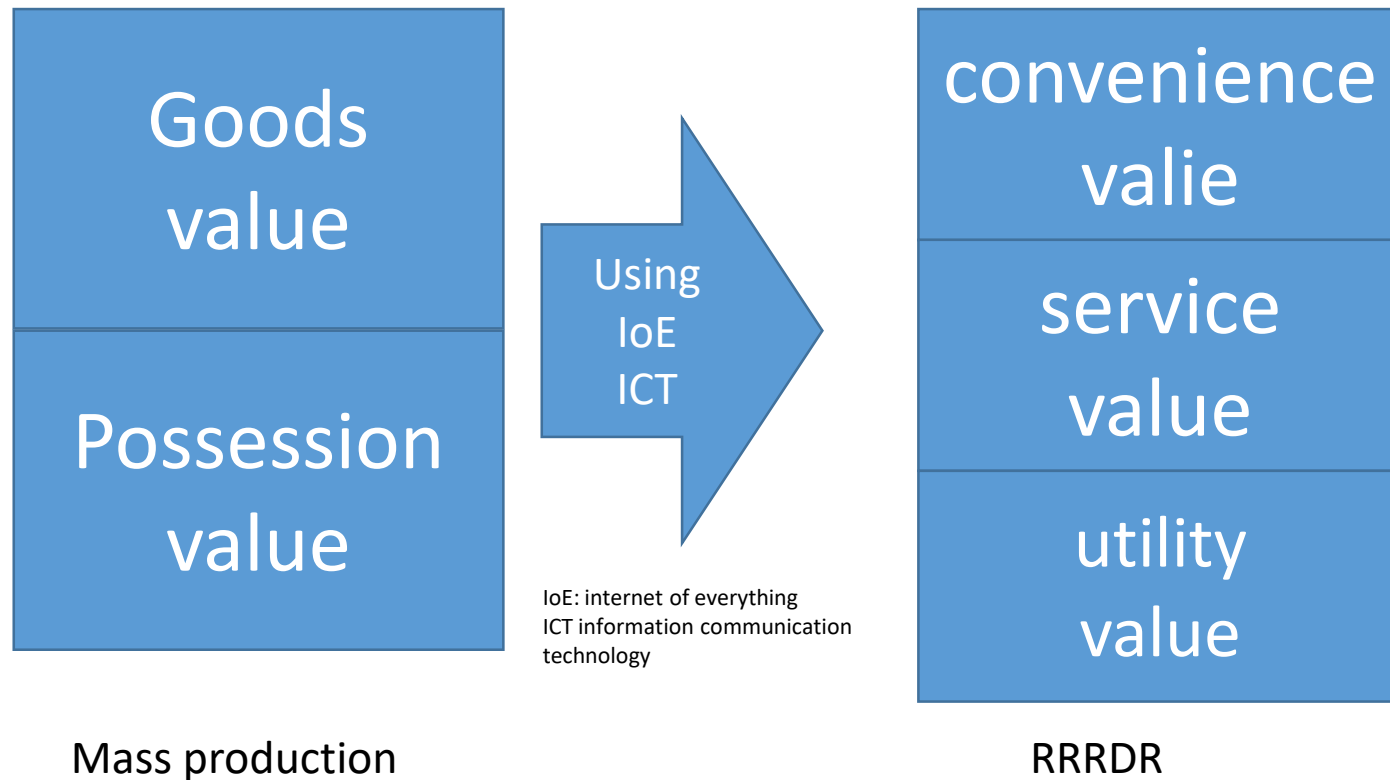 Goods
value
Possession
value
Using
IoE
ICT
IoE: internet of everything
ICT information communication
technology
convenience
valie
service
value
utility
value
Mass production
RRRDR